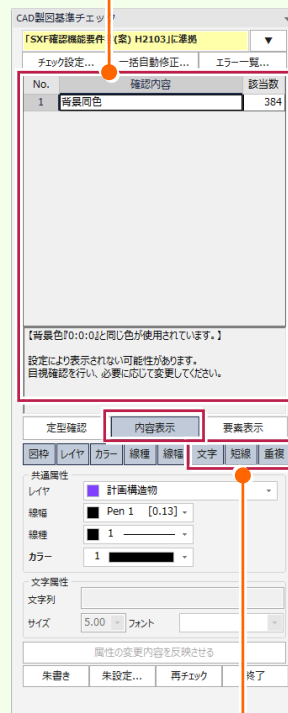 CAD製図基準チェック
「SXF確認機能要件 (案) H2103」に準拠 ▼
チェック設定... 一括自動修正... エラー一覧...
No. 確認内容 該当数
1 背景同色 384
【背景色『0:0:0』と同じ色が使用されています。】
設定により表示されない可能性があります。
目視確認を行い、必要に応じて変更してください。
定型確認 内容表示 要素表示
図枠 レイヤ カラー 線種 線幅 文字 短線 重複
共通属性
レイヤ 計画構造物
線幅 Pen 1 [0.13]
線種 1
カラー 1
文字属性
文字列
サイズ 5.00 フォント
属性の変更内容を反映させる
朱書き 朱設定... 再チェック 終了